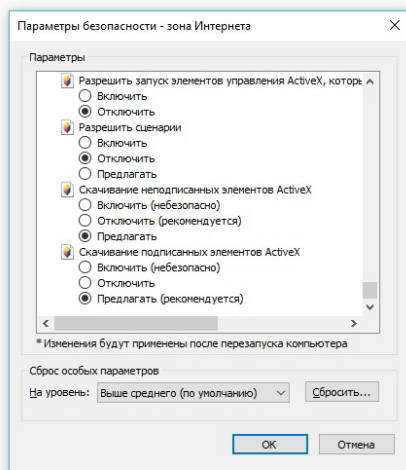 Параметры безопасности - зона Интернета
Параметры
Разрешить запуск элементов управления ActiveX, которь
Включить
Отключить
Разрешить сценарии
Включить
Отключить
Предлагать
Скачивание неподписанных элементов ActiveX
Включить (небезопасно)
Отключить (рекомендуется)
Предлагать
Скачивание подписанных элементов ActiveX
Включить (небезопасно)
Отключить
Предлагать (рекомендуется)
* Изменения будут применены после перезапуска компьютера
Сброс особых параметров
На уровень: Выше среднего (по умолчанию) Сбросить...
ОК Отмена